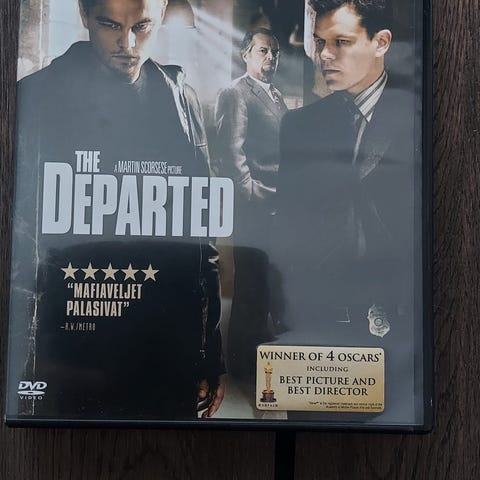 THE
A MARTIN SCORSESE PICTURE
DEPARTED
"MAFIAVELJET
PALASIVAT"
–R.W./METRO
WINNER OF 4 OSCARS®
INCLUDING
BEST PICTURE AND
BEST DIRECTOR
DVD
VIDEO